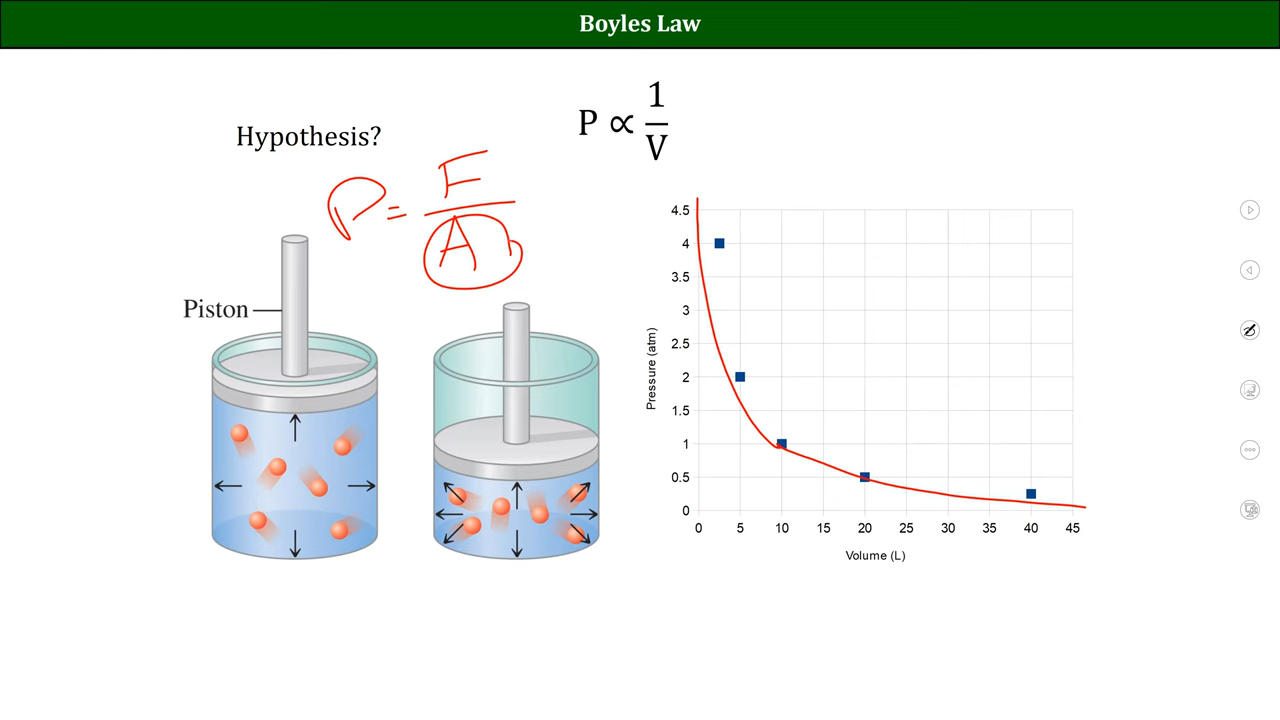 Boyles Law
Hypothesis?
P ∝ 1/V
P = F/A
Piston
Pressure (atm)
4.5
4
3.5
3
2.5
2
1.5
1
0.5
0
0 5 10 15 20 25 30 35 40 45
Volume (L)